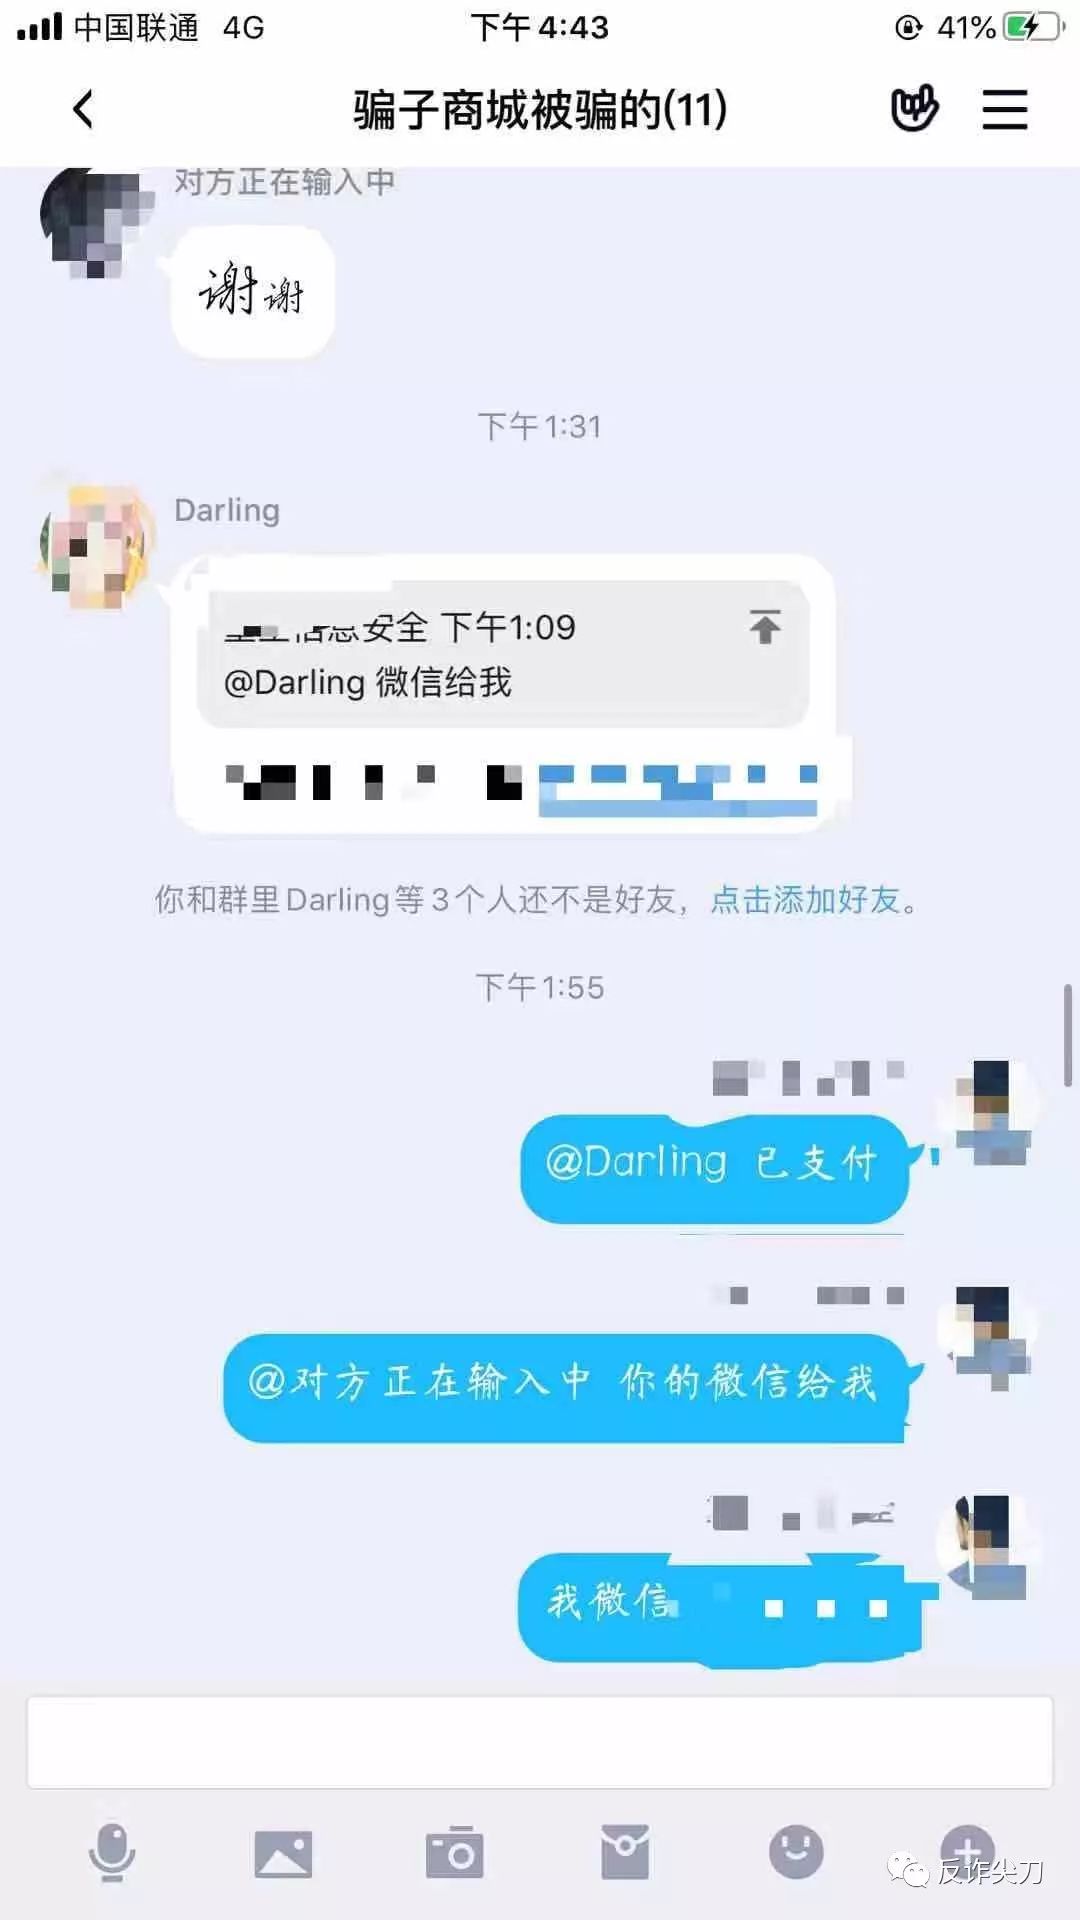 中国联通 4G 下午4:43 41%
骗子商城被骗的(11)
对方正在输入中
谢谢
下午1:31
Darling
信息安全 下午1:09
@Darling 微信给我
你和群里Darling等3个人还不是好友，点击添加好友。
下午1:55
@Darling 已支付
@对方正在输入中 你的微信给我
我微信
反诈尖刀